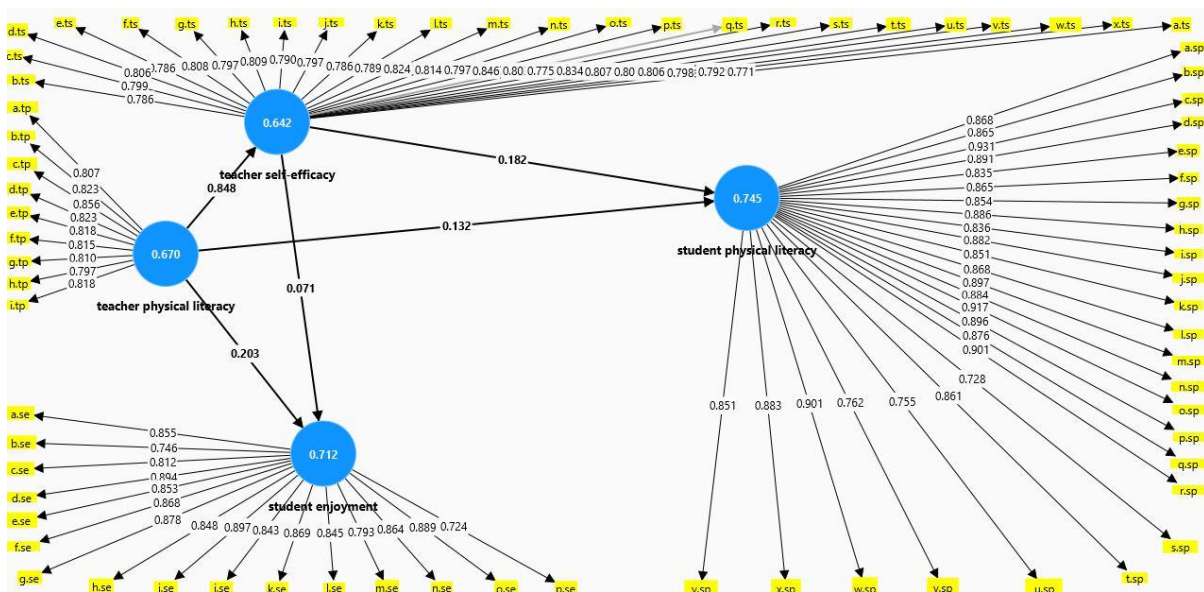 d.ts
e.ts
f.ts
g.ts
h.ts
i.ts
j.ts
k.ts
l.ts
m.ts
n.ts
o.ts
p.ts
q.ts
r.ts
s.ts
t.ts
u.ts
v.ts
w.ts
x.ts
a.ts
c.ts
b.ts
0.806
0.786
0.808
0.797
0.809
0.790
0.797
0.786
0.789
0.824
0.814
0.797
0.846
0.80
0.775
0.834
0.807
0.80
0.806
0.798
0.792
0.771
0.799
0.786
0.642
teacher self-efficacy
a.tp
b.tp
c.tp
d.tp
e.tp
f.tp
g.tp
h.tp
i.tp
0.807
0.823
0.856
0.823
0.818
0.815
0.810
0.797
0.818
0.670
teacher physical literacy
0.848
0.182
0.132
0.071
0.203
0.745
student physical literacy
0.868
0.865
0.931
0.891
0.835
0.865
0.854
0.886
0.836
0.882
0.851
0.868
0.897
0.884
0.917
0.896
0.876
0.901
0.728
0.861
0.755
0.762
0.901
0.883
0.851
a.sp
b.sp
c.sp
d.sp
e.sp
f.sp
g.sp
h.sp
i.sp
j.sp
k.sp
l.sp
m.sp
n.sp
o.sp
p.sp
q.sp
r.sp
s.sp
t.sp
u.sp
v.sp
w.sp
x.sp
a.se
b.se
c.se
d.se
e.se
f.se
g.se
0.855
0.746
0.812
0.894
0.853
0.868
0.878
0.712
student enjoyment
0.848
0.897
0.843
0.869
0.845
0.793
0.864
0.889
0.724
h.se
i.se
k.se
l.se
m.se
n.se
o.se
p.se